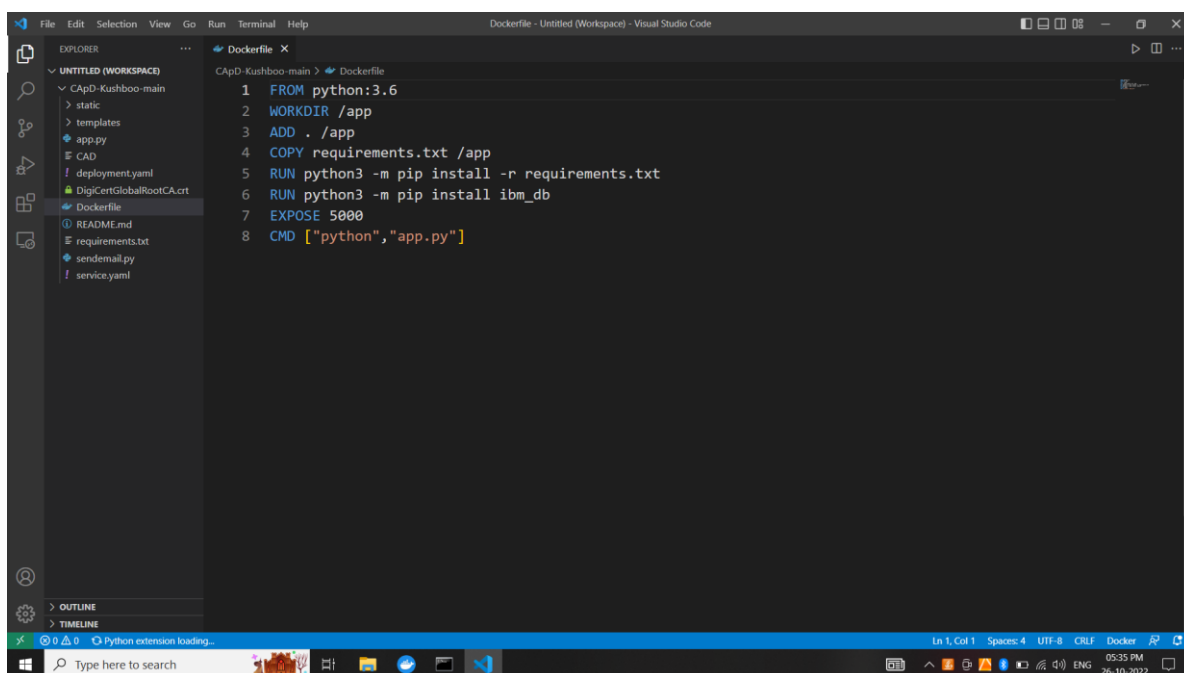 File Edit Selection View Go Run Terminal Help
Dockerfile - Untitled (Workspace) - Visual Studio Code
EXPLORER
UNTITLED (WORKSPACE)
CApD-Kushboo-main
static
templates
app.py
CAD
deployment.yaml
DigiCertGlobalRootCA.crt
Dockerfile
README.md
requirements.txt
sendemail.py
service.yaml
OUTLINE
TIMELINE
Dockerfile
CApD-Kushboo-main > Dockerfile
1 FROM python:3.6
2 WORKDIR /app
3 ADD . /app
4 COPY requirements.txt /app
5 RUN python3 -m pip install -r requirements.txt
6 RUN python3 -m pip install ibm_db
7 EXPOSE 5000
8 CMD ["python","app.py"]
0 0 Python extension loading...
Ln 1, Col 1 Spaces: 4 UTF-8 CRLF Docker
Type here to search
ENG
05:35 PM
26-10-2022